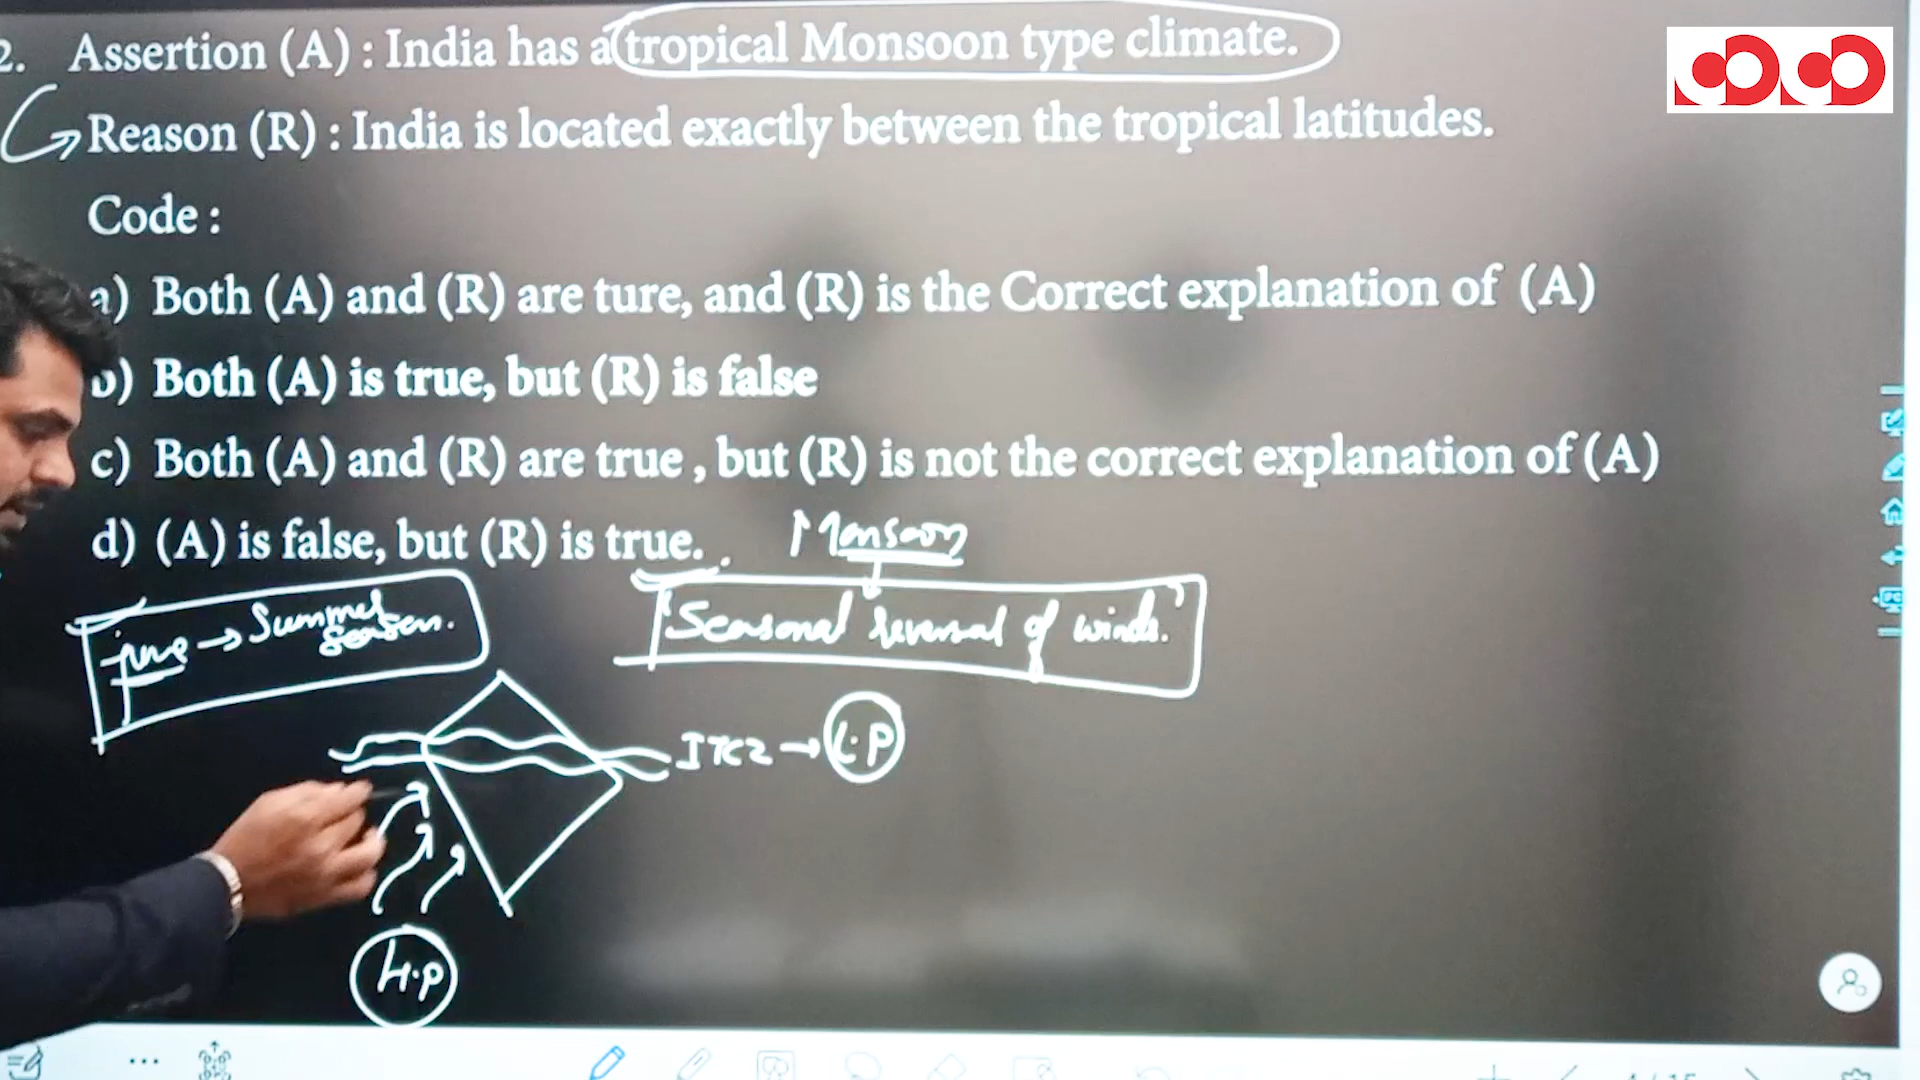 2. Assertion (A) : India has a tropical Monsoon type climate.
Reason (R) : India is located exactly between the tropical latitudes.
Code :
a) Both (A) and (R) are ture, and (R) is the Correct explanation of (A)
b) Both (A) is true, but (R) is false
c) Both (A) and (R) are true , but (R) is not the correct explanation of (A)
d) (A) is false, but (R) is true.
Monsoon
"Seasonal reversal of winds."
june → Summer season.
ITCZ → L.P
H.P